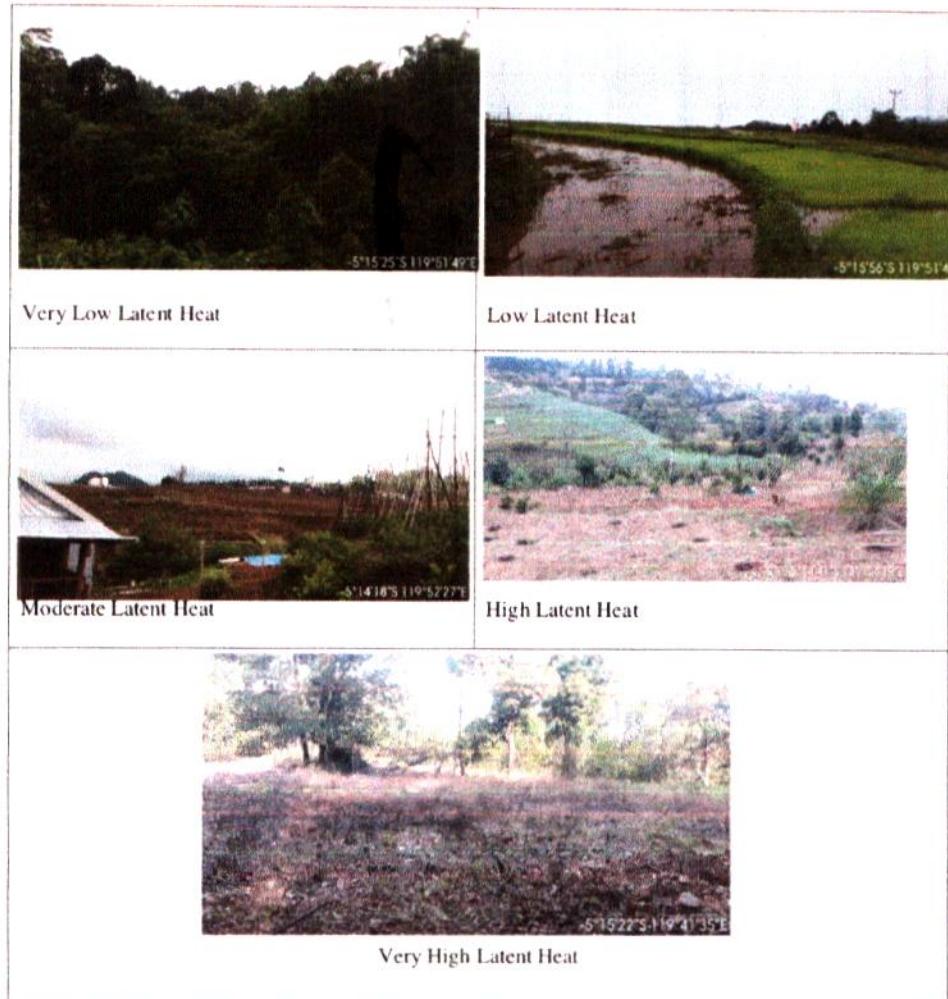 -5°15'25"S 119°51'49"E
-5°15'56"S 119°51'4
Very Low Latent Heat
Low Latent Heat
-5°14'18"S 119°52'27"E
Moderate Latent Heat
High Latent Heat
-5°15'22"S-119°41'35"E
Very High Latent Heat